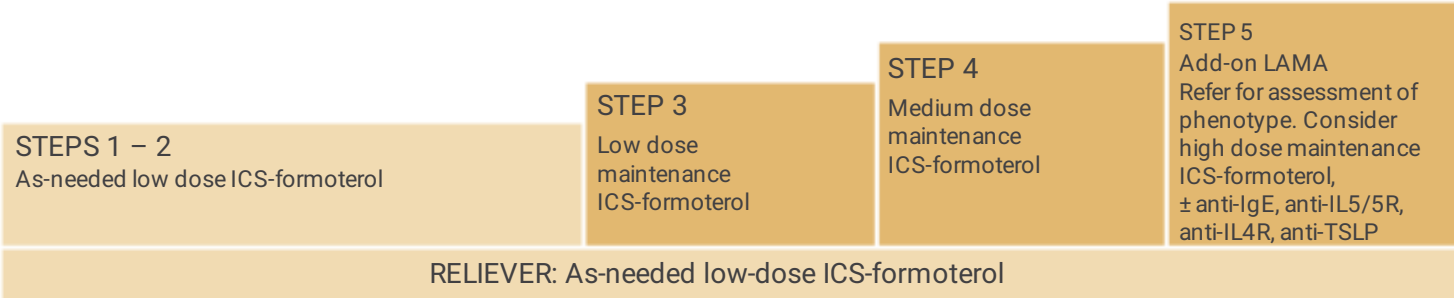 STEPS 1 – 2
As-needed low dose ICS-formoterol
STEP 3
Low dose
maintenance
ICS-formoterol
STEP 4
Medium dose
maintenance
ICS-formoterol
STEP 5
Add-on LAMA
Refer for assessment of
phenotype. Consider
high dose maintenance
ICS-formoterol,
± anti-IgE, anti-IL5/5R,
anti-IL4R, anti-TSLP
RELIEVER: As-needed low-dose ICS-formoterol